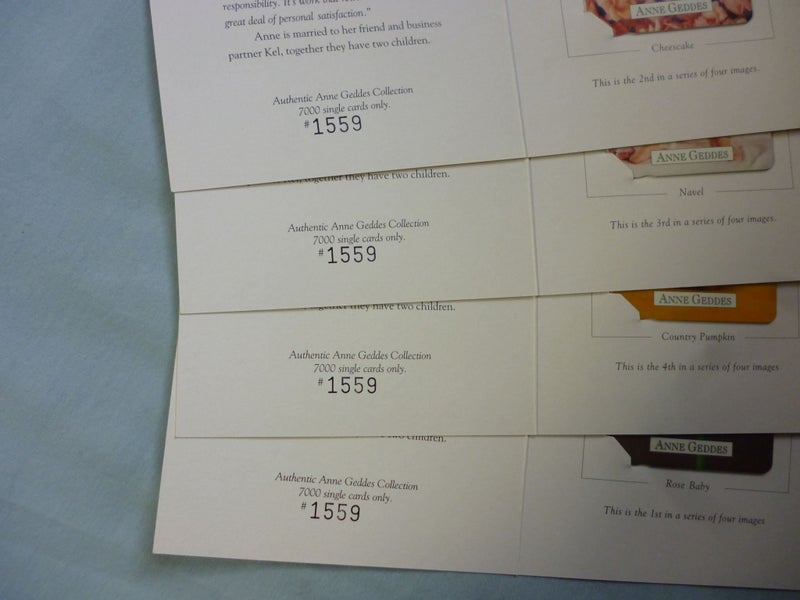 responsibility. It's work that
great deal of personal satisfaction."
Anne is married to her friend and business
partner Kel, together they have two children.
Authentic Anne Geddes Collection
7000 single cards only.
#1559
ANNE GEDDES
Cheescake
This is the 2nd in a series of four images.
together they have two children.
Authentic Anne Geddes Collection
7000 single cards only.
#1559
ANNE GEDDES
Navel
This is the 3rd in a series of four images.
together they have two children.
Authentic Anne Geddes Collection
7000 single cards only.
#1559
ANNE GEDDES
Country Pumpkin
This is the 4th in a series of four images
two children.
Authentic Anne Geddes Collection
7000 single cards only.
#1559
ANNE GEDDES
Rose Baby
This is the 1st in a series of four images